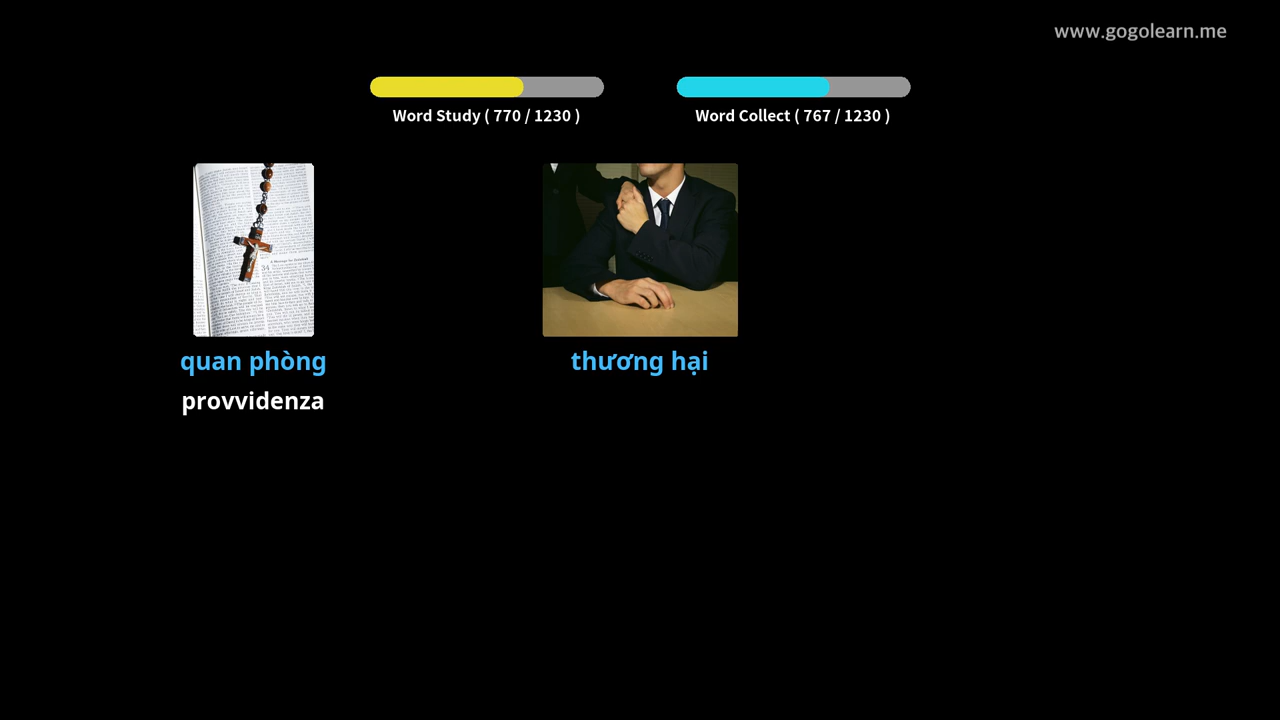 www.gogolearn.me
Word Study ( 770 / 1230 )
Word Collect ( 767 / 1230 )
quan phòng
thương hại
provvidenza